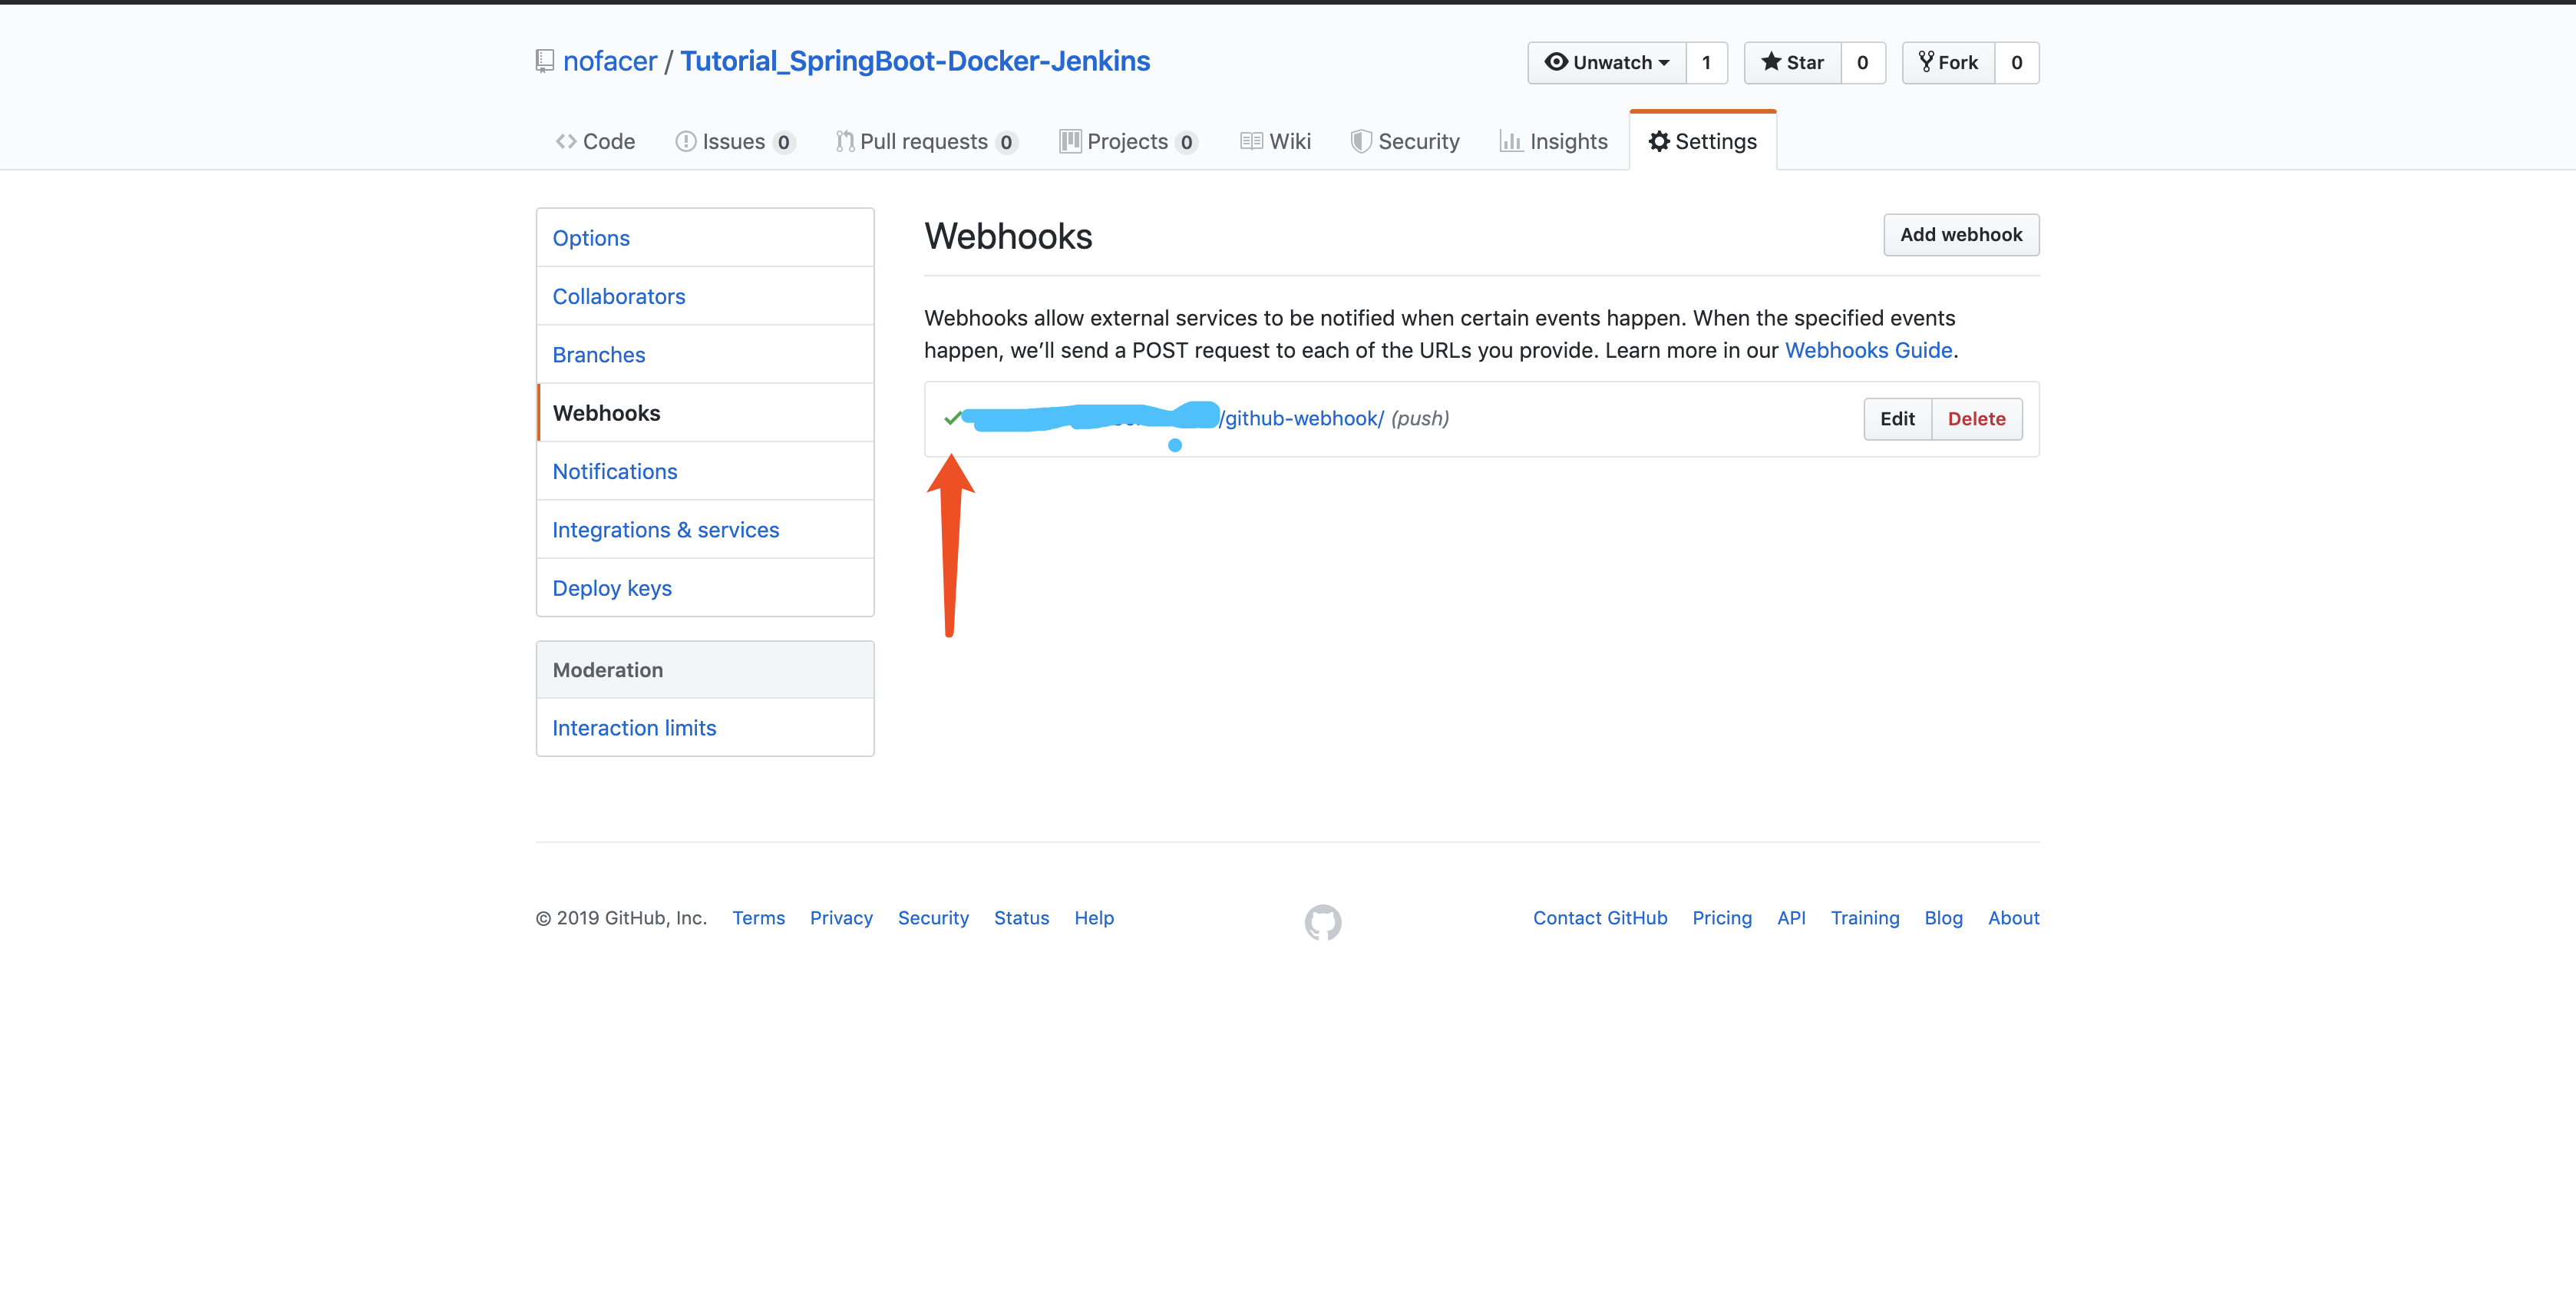 nofacer / Tutorial_SpringBoot-Docker-Jenkins
Unwatch 1 Star 0 Fork 0
Code Issues 0 Pull requests 0 Projects 0 Wiki Security Insights Settings
Options
Collaborators
Branches
Webhooks
Notifications
Integrations & services
Deploy keys
Moderation
Interaction limits
Webhooks
Add webhook
Webhooks allow external services to be notified when certain events happen. When the specified events
happen, we’ll send a POST request to each of the URLs you provide. Learn more in our Webhooks Guide.
/github-webhook/ (push)
Edit Delete
© 2019 GitHub, Inc. Terms Privacy Security Status Help
Contact GitHub Pricing API Training Blog About